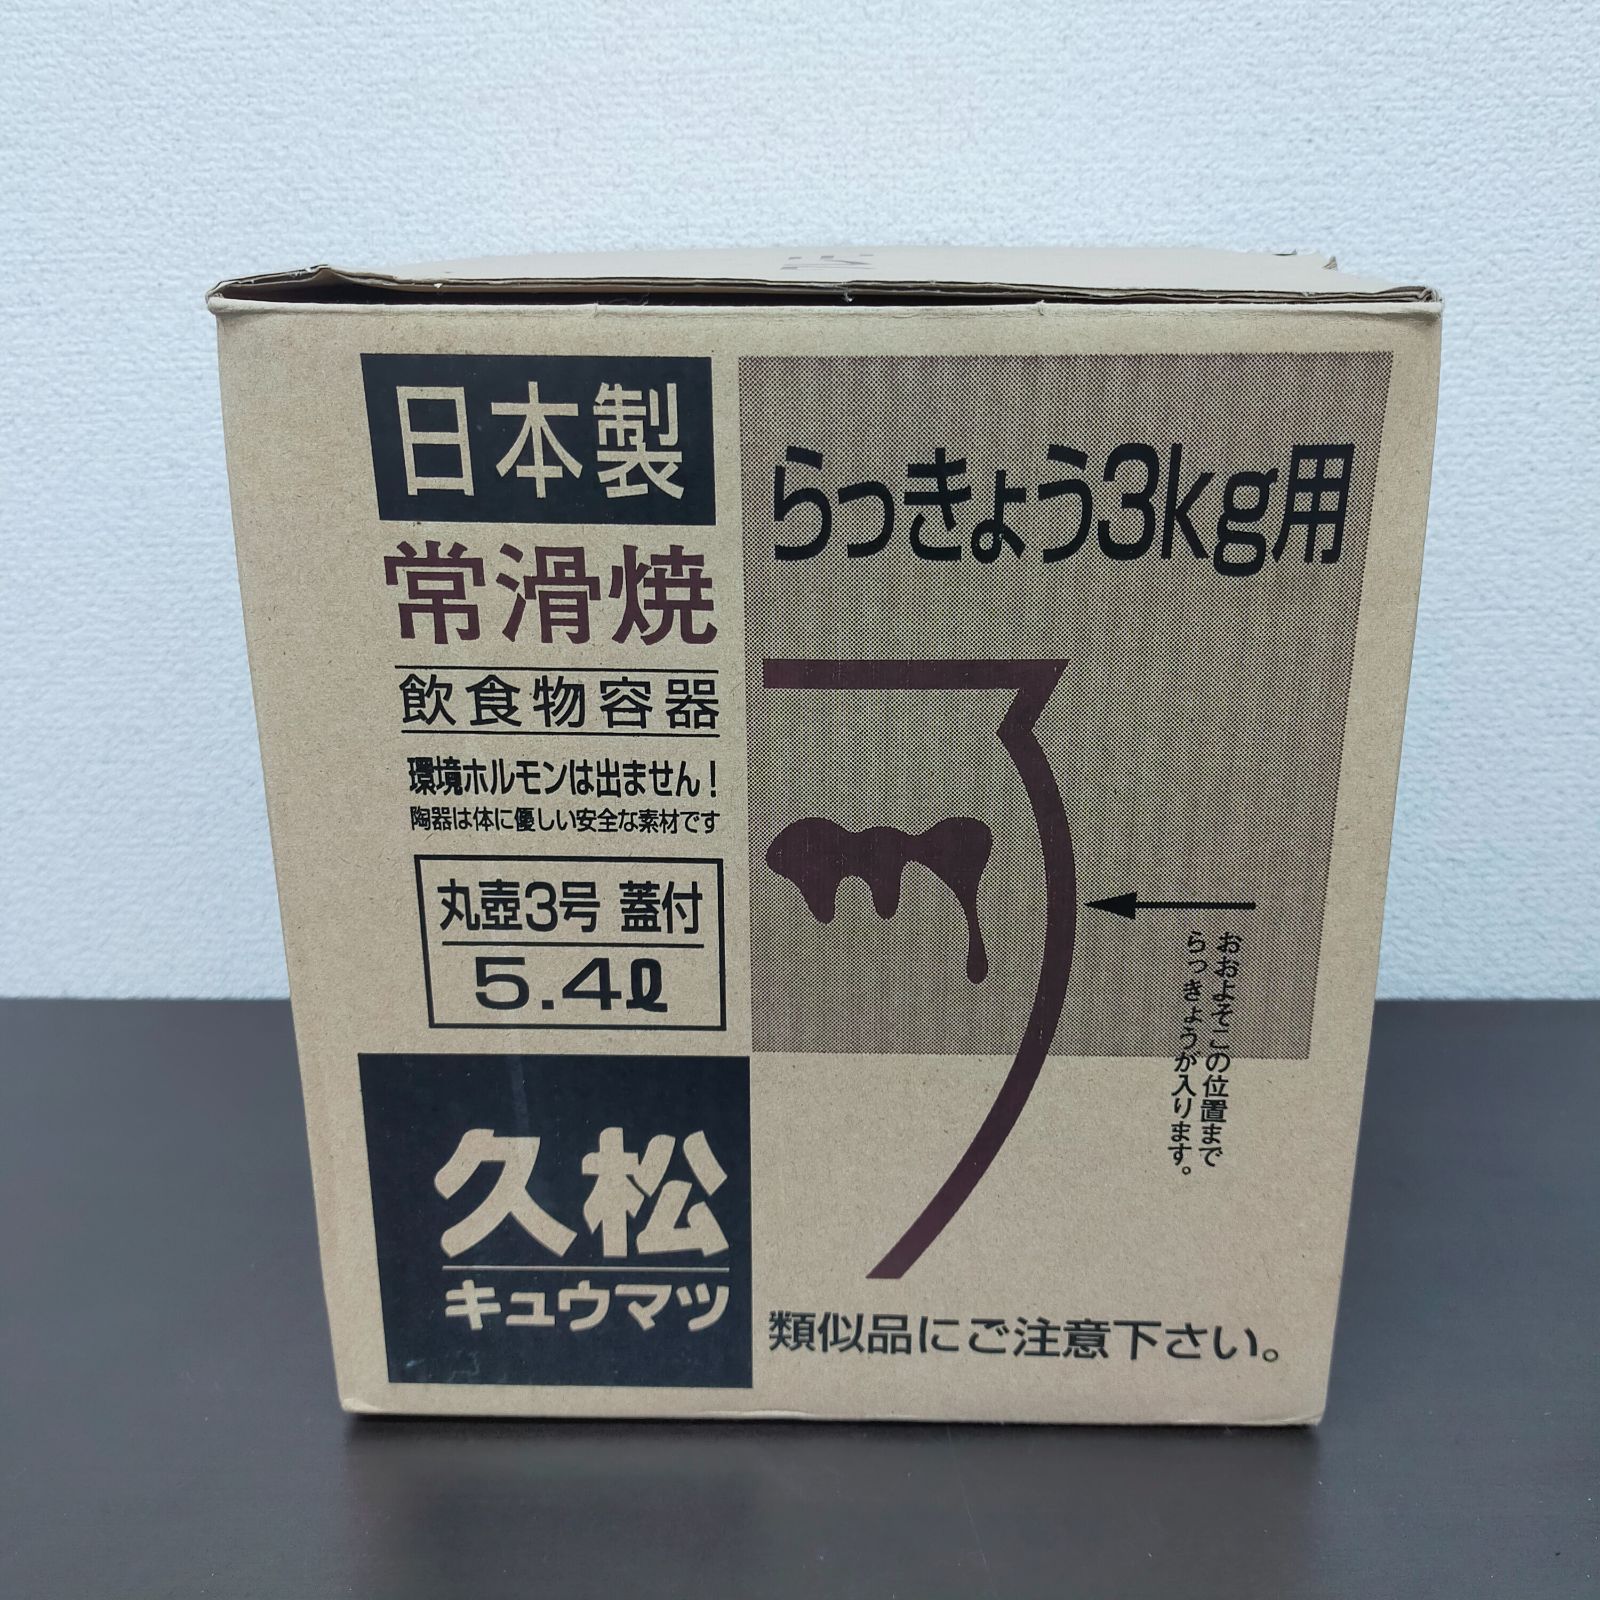 日本製
常滑焼
飲食物容器
環境ホルモンは出ません!
陶器は体に優しい安全な素材です
丸壺3号 蓋付
5.4ℓ
久松
キュウマツ
らっきょう3kg用
おおよそこの位置まで
らっきょうが入ります。
類似品にご注意下さい。